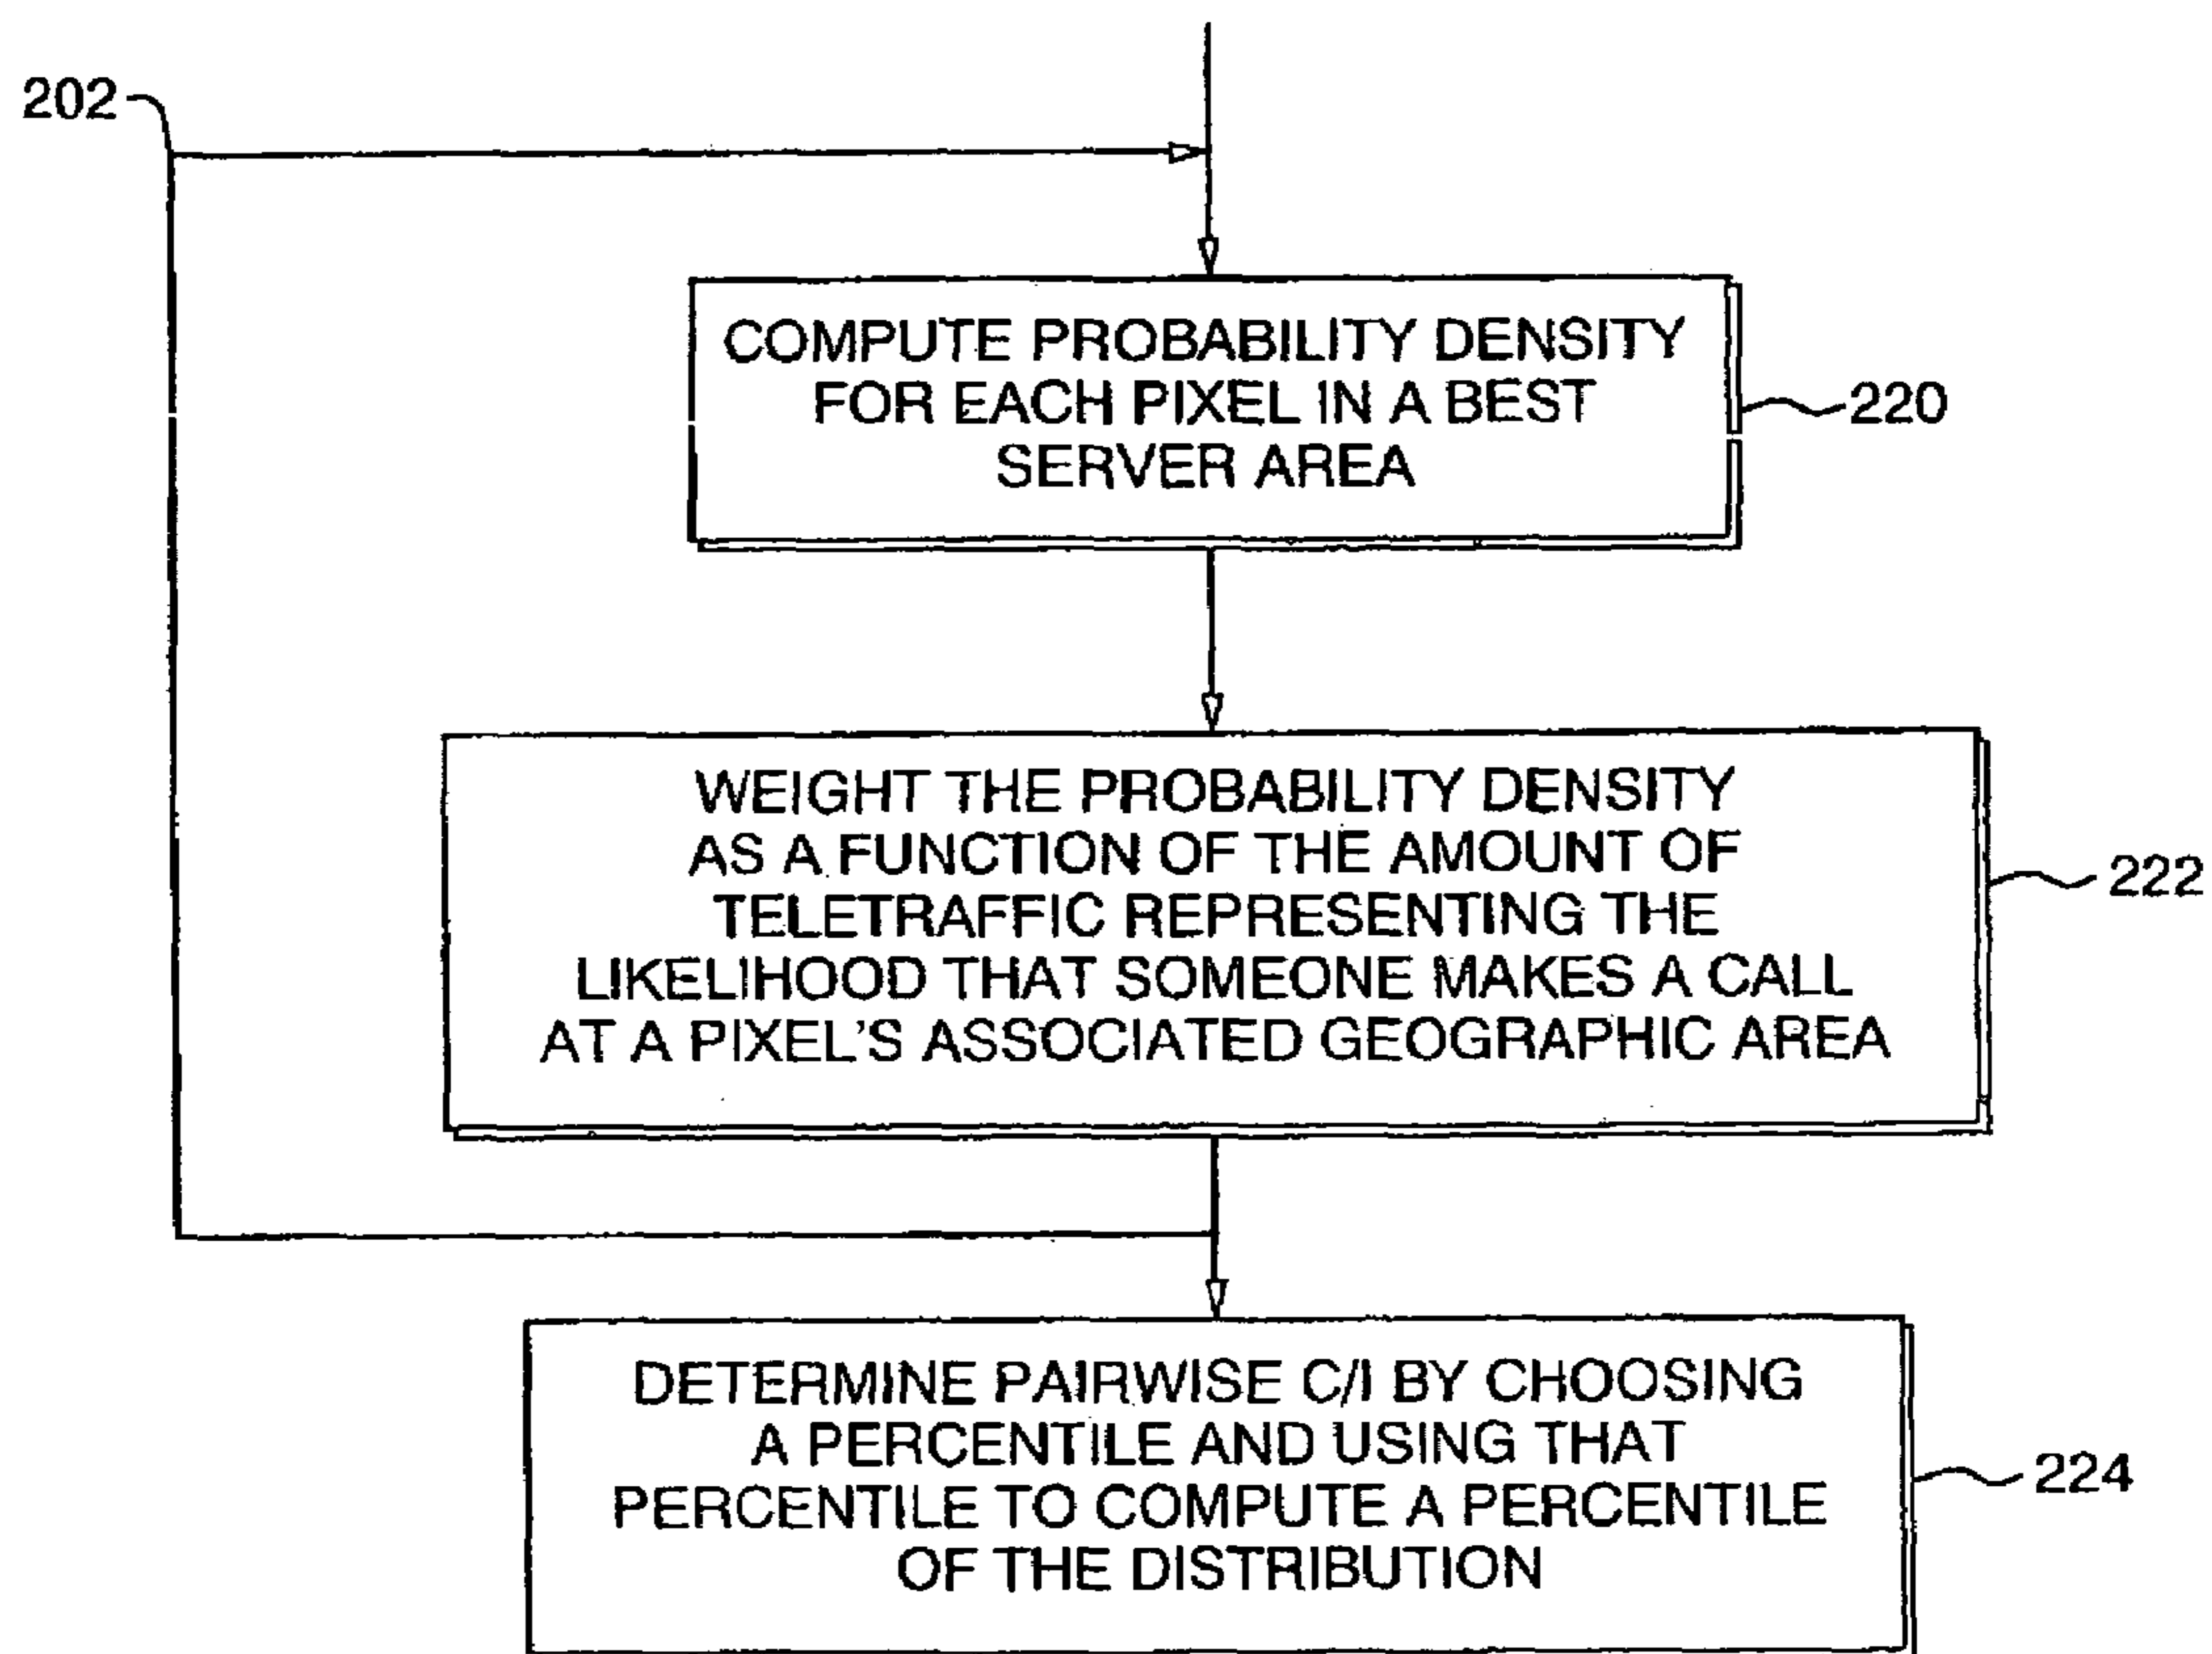 202
COMPUTE PROBABILITY DENSITY
FOR EACH PIXEL IN A BEST
SERVER AREA
220
WEIGHT THE PROBABILITY DENSITY
AS A FUNCTION OF THE AMOUNT OF
TELETRAFFIC REPRESENTING THE
LIKELIHOOD THAT SOMEONE MAKES A CALL
AT A PIXEL'S ASSOCIATED GEOGRAPHIC AREA
222
DETERMINE PAIRWISE C/I BY CHOOSING
A PERCENTILE AND USING THAT
PERCENTILE TO COMPUTE A PERCENTILE
OF THE DISTRIBUTION
224